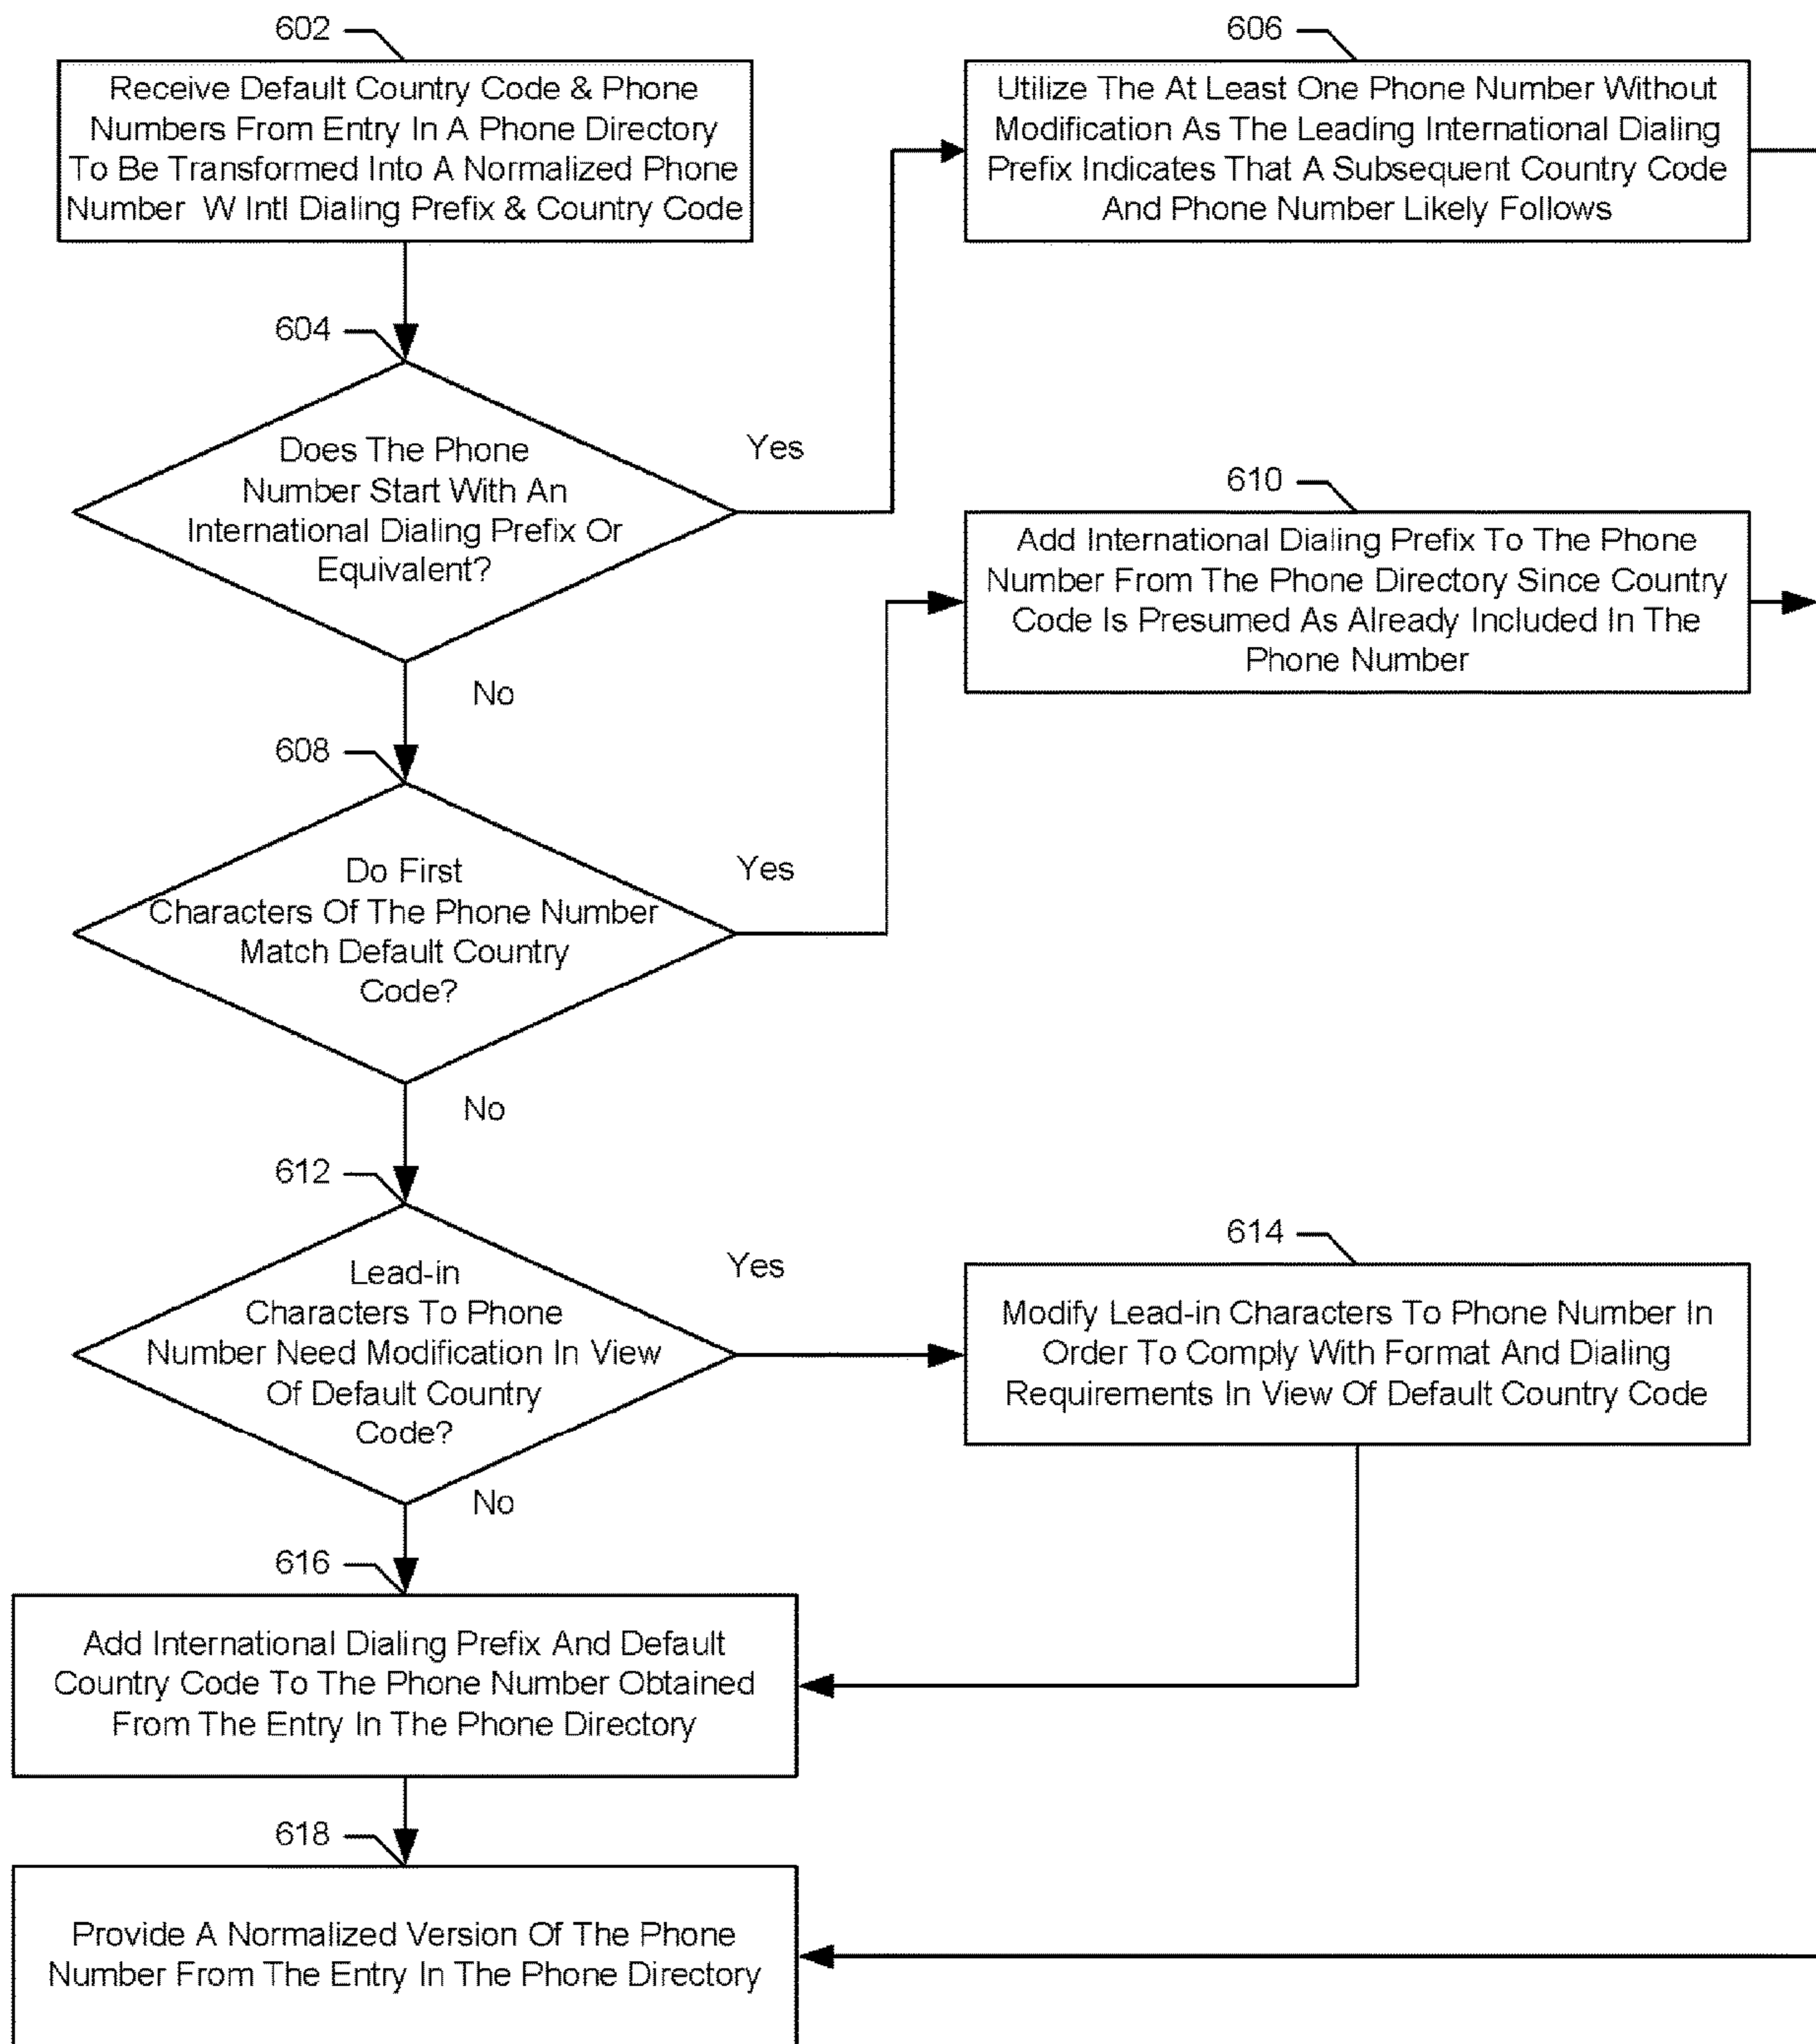 602
Receive Default Country Code & Phone
Numbers From Entry In A Phone Directory
To Be Transformed Into A Normalized Phone
Number W Intl Dialing Prefix & Country Code
606
Utilize The At Least One Phone Number Without
Modification As The Leading International Dialing
Prefix Indicates That A Subsequent Country Code
And Phone Number Likely Follows
604
Does The Phone
Number Start With An
International Dialing Prefix Or
Equivalent?
Yes
No
610
Add International Dialing Prefix To The Phone
Number From The Phone Directory Since Country
Code Is Presumed As Already Included In The
Phone Number
608
Do First
Characters Of The Phone Number
Match Default Country
Code?
Yes
No
612
Lead-in
Characters To Phone
Number Need Modification In View
Of Default Country
Code?
Yes
No
614
Modify Lead-in Characters To Phone Number In
Order To Comply With Format And Dialing
Requirements In View Of Default Country Code
616
Add International Dialing Prefix And Default
Country Code To The Phone Number Obtained
From The Entry In The Phone Directory
618
Provide A Normalized Version Of The Phone
Number From The Entry In The Phone Directory